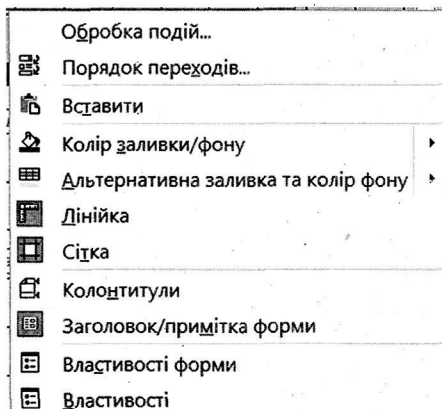 Обробка подій...
Порядок переходів...
Вставити
Колір заливки/фону
Альтернативна заливка та колір фону
Лінійка
Сітка
Колонтитули
Заголовок/примітка форми
Властивості форми
Властивості